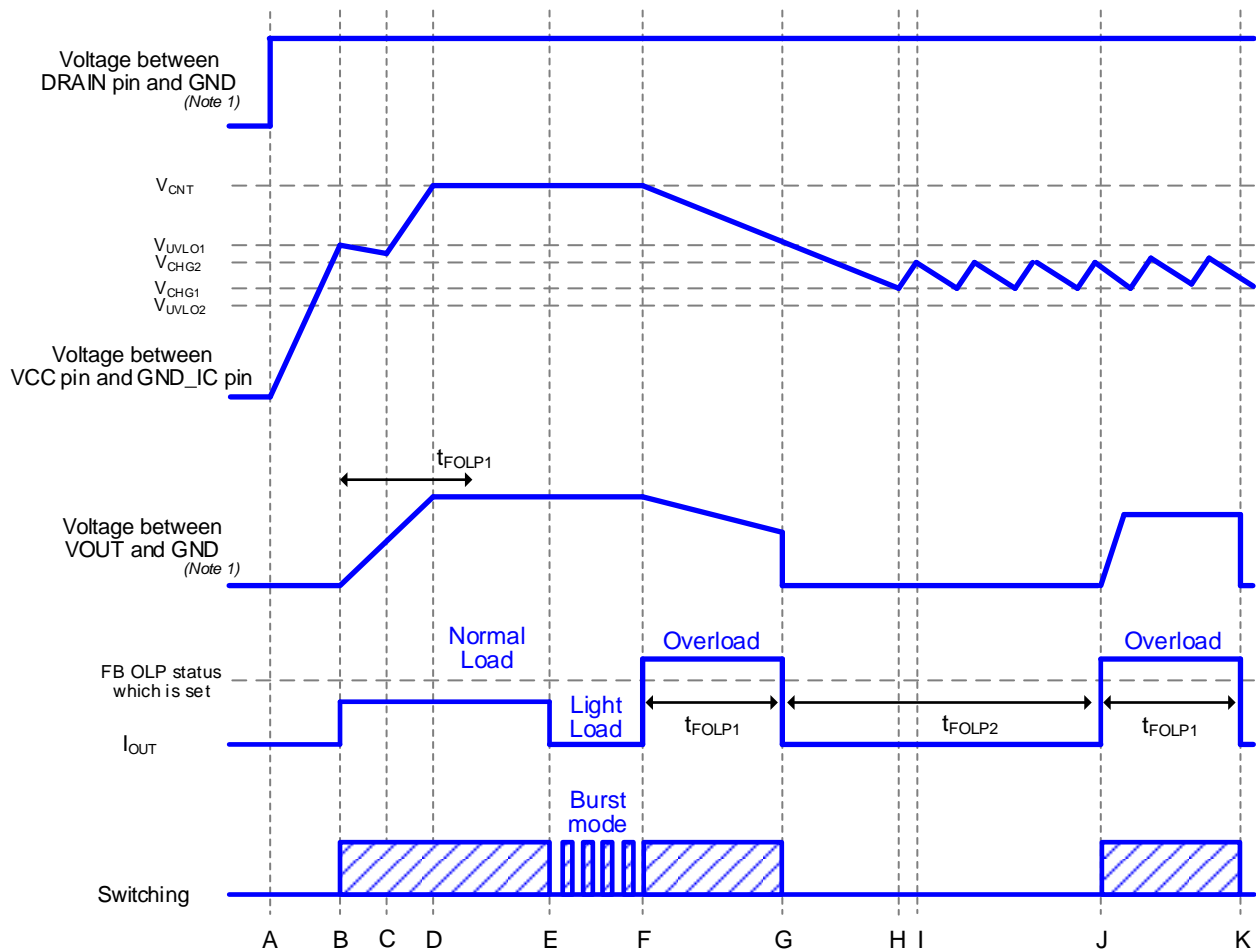 Voltage between
DRAIN pin and GND
(Note 1)
VCNT
VUVLO1
VCHG2
VCHG1
VUVLO2
Voltage between
VCC pin and GND_IC pin
tFOLP1
Voltage between
VOUT and GND
(Note 1)
Normal
Load
Overload
Overload
FB OLP status
which is set
Light
Load
tFOLP1
tFOLP2
tFOLP1
IOUT
Burst
mode
Switching
A B C D E F G H I J K